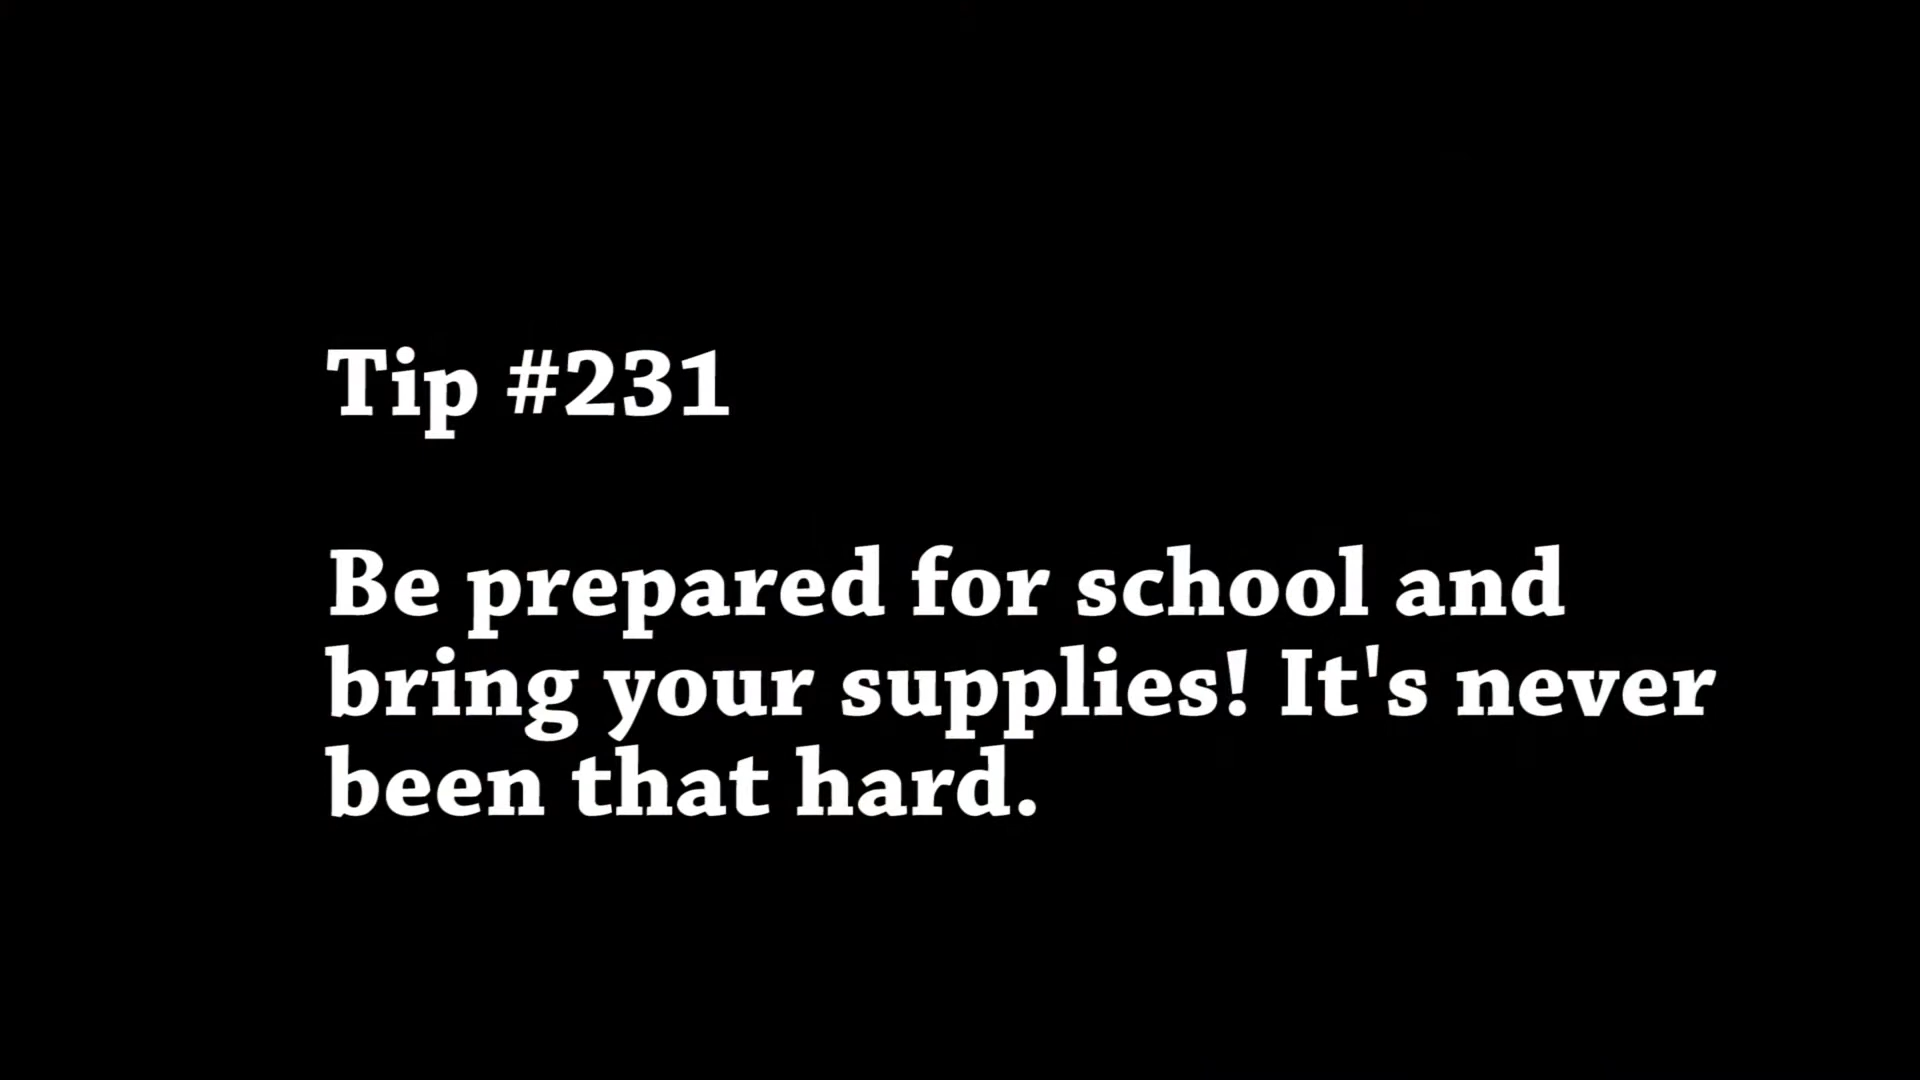 Tip #231
Be prepared for school and
bring your supplies! It's never
been that hard.